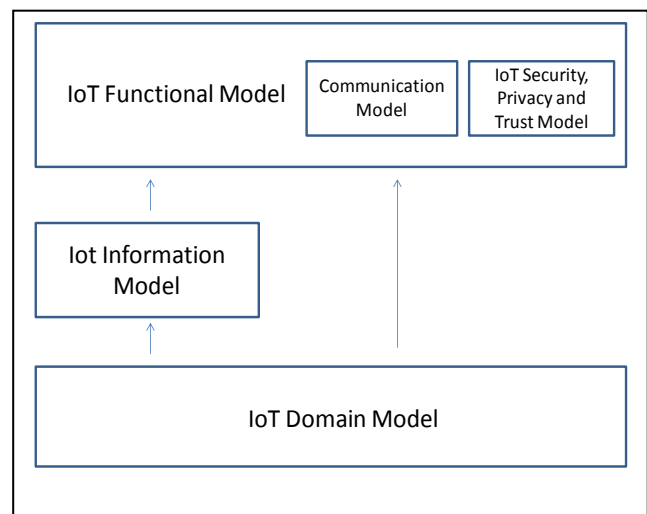 IoT Functional Model
Communication
Model
IoT Security,
Privacy and
Trust Model
Iot Information
Model
IoT Domain Model